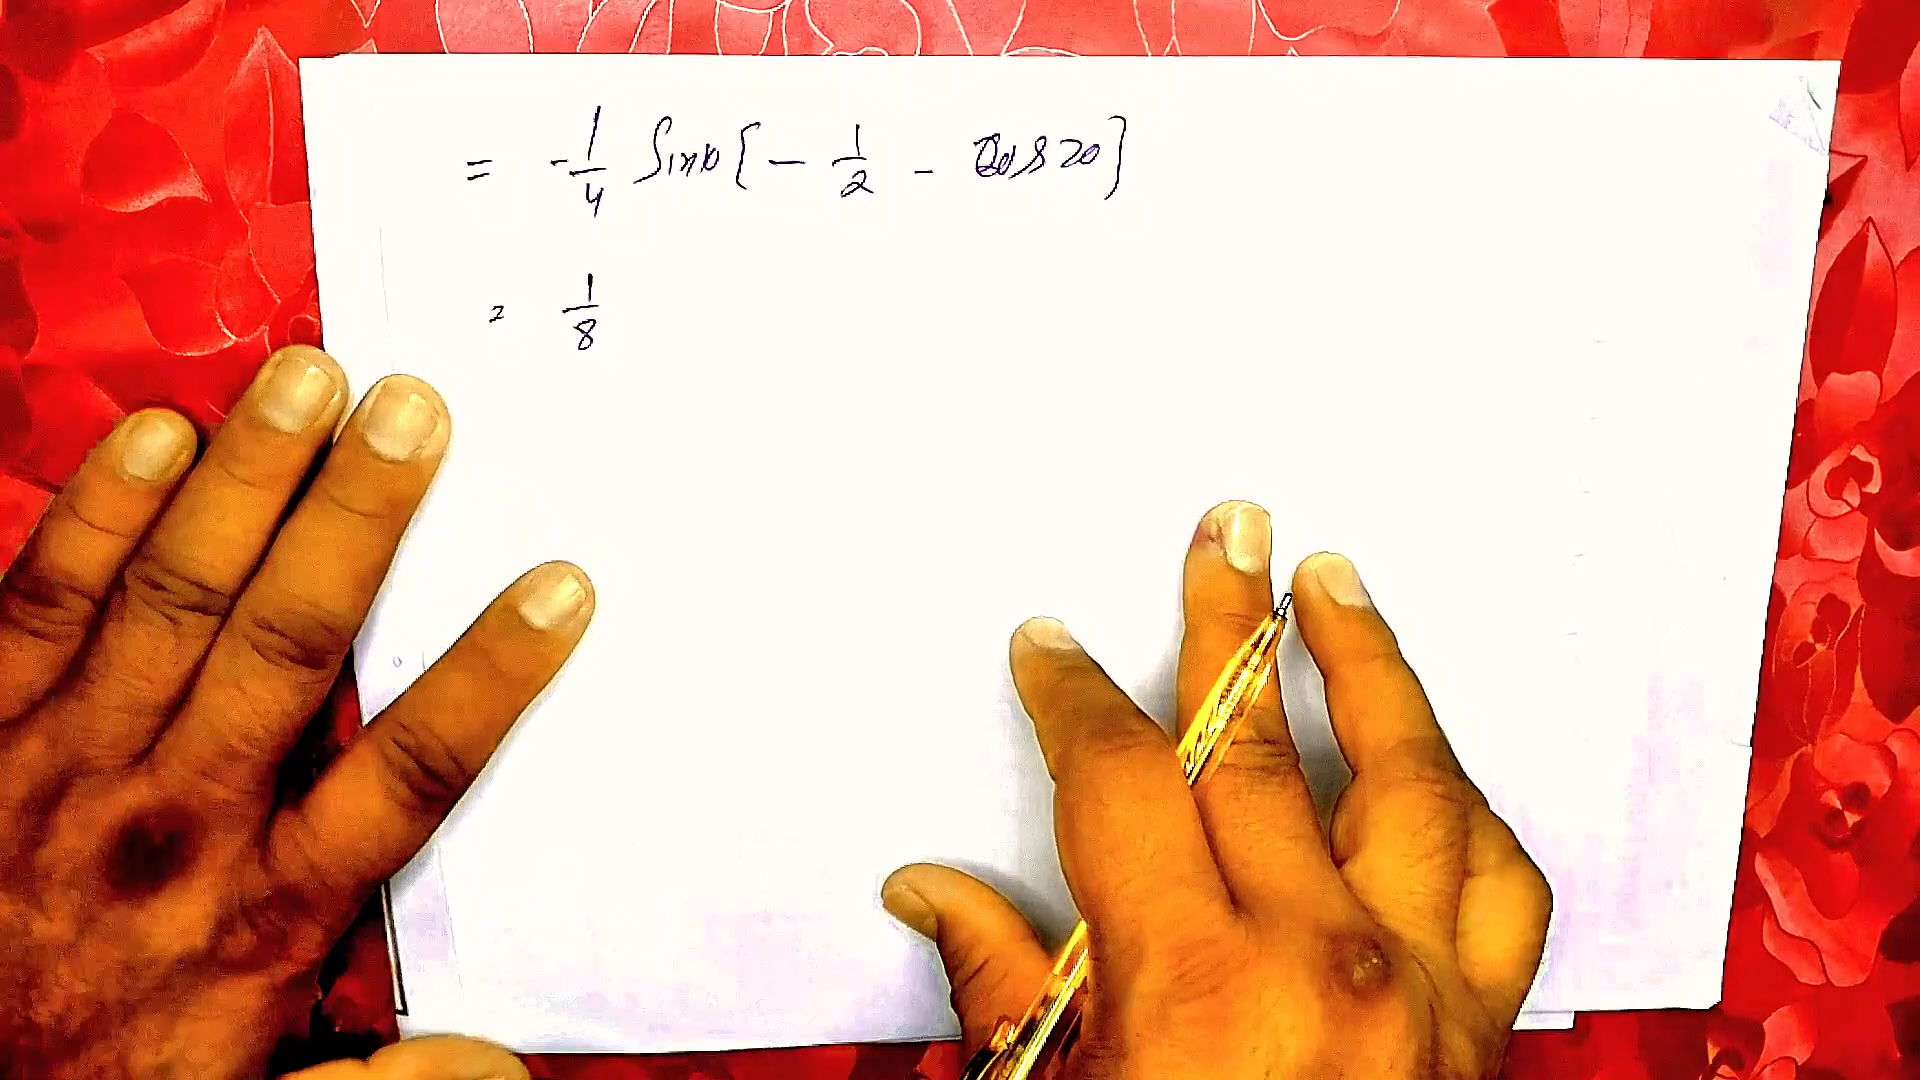 = -1/4 Sin10 [ - 1/2 - Cos 20 ]
= 1/8